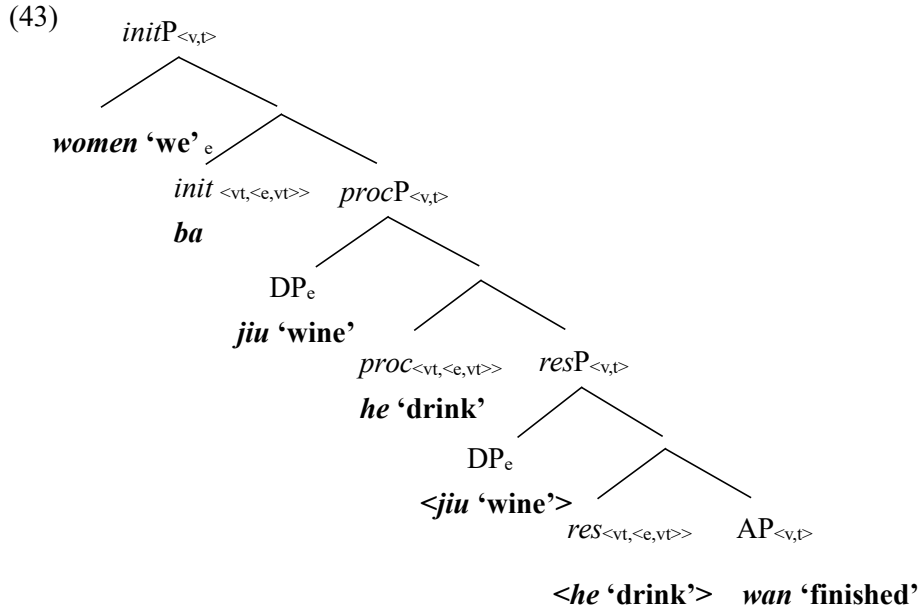 (43)
initP<v,t>
women ‘we’ e
init <vt,<e,vt>> procP<v,t>
ba
DPe
jiu ‘wine’
proc<vt,<e,vt>> resP<v,t>
he ‘drink’
DPe
<jiu ‘wine’>
res<vt,<e,vt>> AP<v,t>
<he ‘drink’> wan ‘finished’